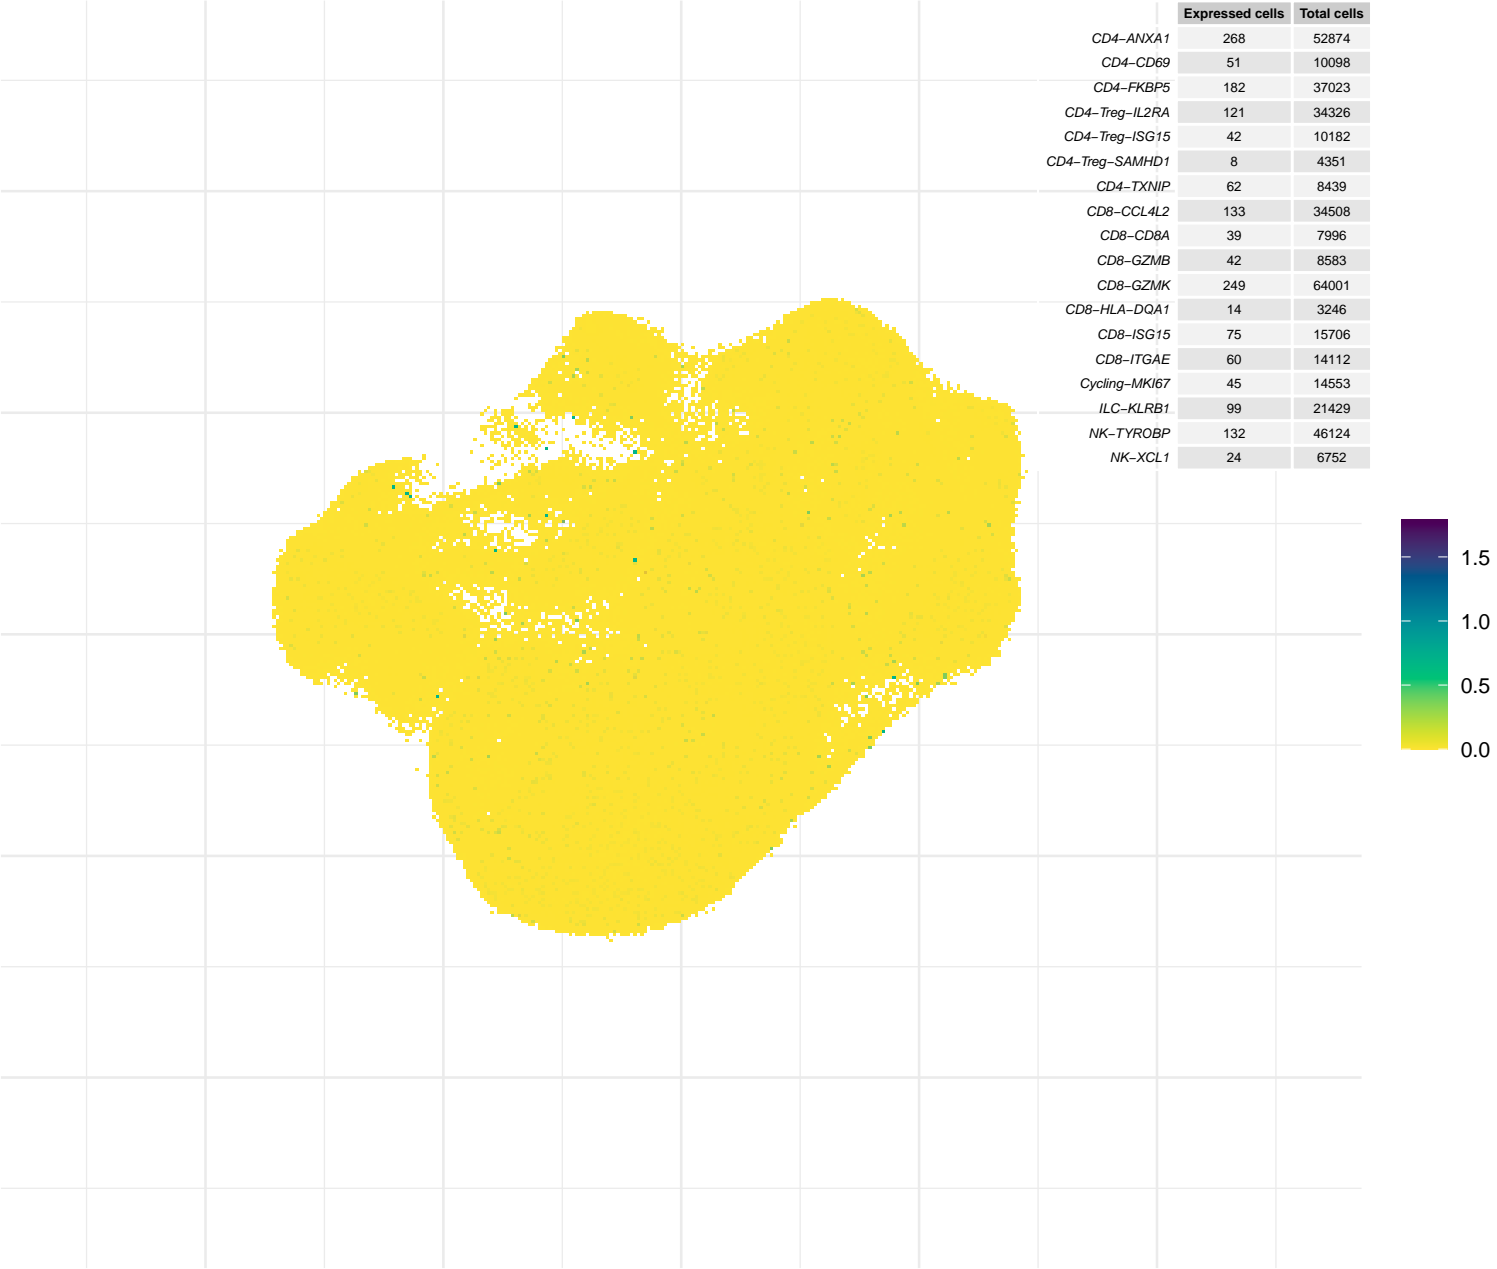 Expressed cells Total cells
CD4−ANXA1 268 52874
CD4−CD69 51 10098
CD4−FKBP5 182 37023
CD4−Treg−IL2RA 121 34326
CD4−Treg−ISG15 42 10182
CD4−Treg−SAMHD1 8 4351
CD4−TXNIP 62 8439
CD8−CCL4L2 133 34508
CD8−CD8A 39 7996
CD8−GZMB 42 8583
CD8−GZMK 249 64001
CD8−HLA−DQA1 14 3246
CD8−ISG15 75 15706
CD8−ITGAE 60 14112
Cycling−MKI67 45 14553
ILC−KLRB1 99 21429
NK−TYROBP 132 46124
NK−XCL1 24 6752
1.5
1.0
0.5
0.0